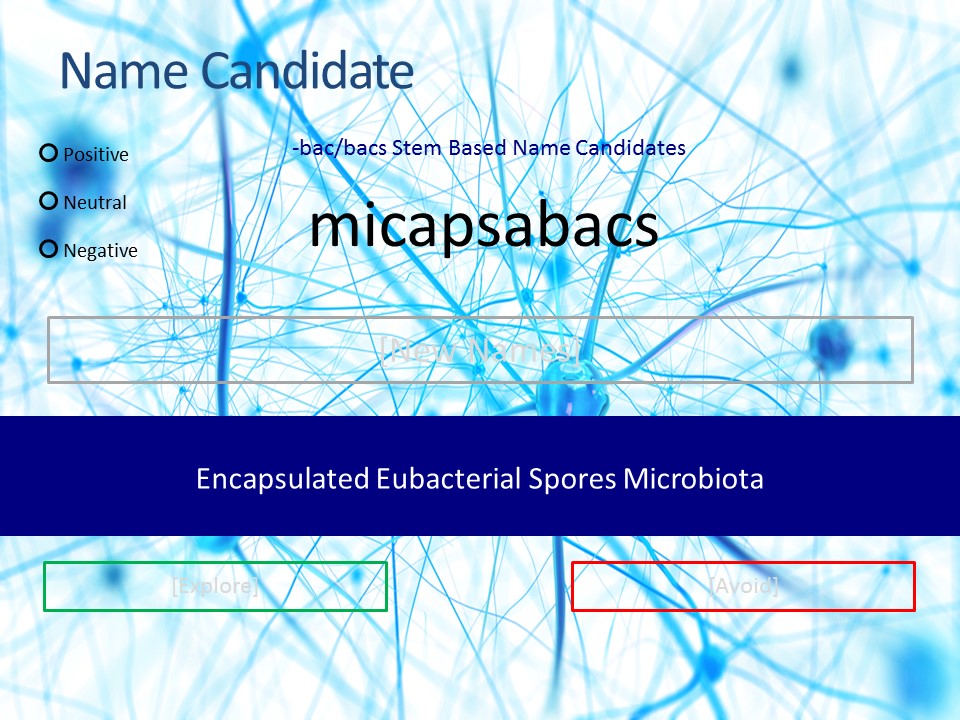 Name Candidate
Positive
-bac/bacs Stem Based Name Candidates
Neutral
micapsabacs
Negative
[New Names]
Encapsulated Eubacterial Spores Microbiota
[Explore]
[Avoid]